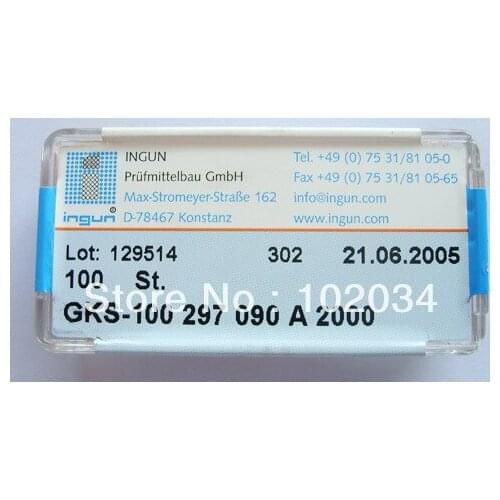 INGUN
Prüfmittelbau GmbH
Max-Stromeyer-Straße 162
D-78467 Konstanz
Tel. +49 (0) 75 31/81 05-0
Fax +49 (0) 75 31/81 05-65
info@ingun.com
www.ingun.com
ingun
Lot: 129514 302 21.06.2005
100 St.
Store No : 102034
GKS-100 297 090 A 2000